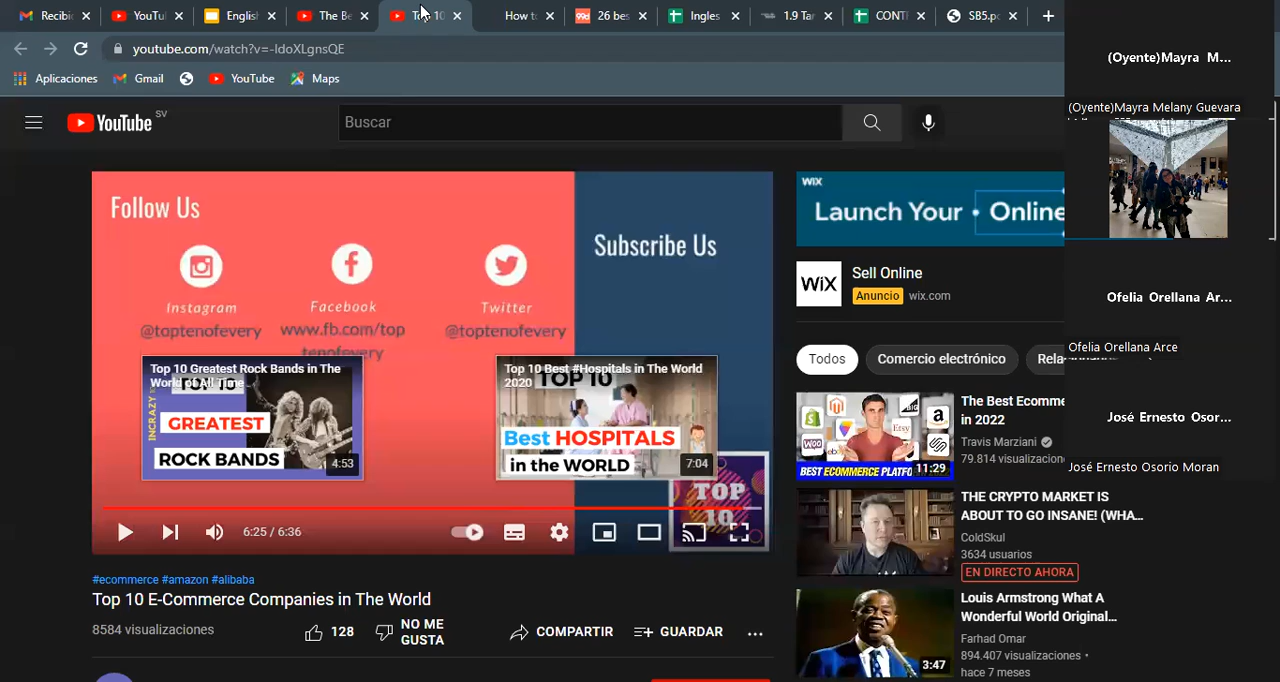 Recibid
YouTu
English
The Be
To 10
How to
99d
26 bes
Ingles
1.9 Tar
CONTI
SB5.po
youtube.com/watch?v=-IdoXLgnsQE
Aplicaciones
Gmail
YouTube
Maps
YouTube SV
Buscar
Follow Us
Subscribe Us
Instagram
Facebook
Twitter
@toptenofevery
www.fb.com/top
tenofevery
@toptenofevery
Top 10 Greatest Rock Bands in The
World of All Time
GREATEST
ROCK BANDS
4:53
Top 10 Best #Hospitals in The World
2020
TOP 10
Best HOSPITALS
in the WORLD
7:04
TOP
10
6:25 / 6:36
#ecommerce #amazon #alibaba
Top 10 E-Commerce Companies in The World
8584 visualizaciones
128
NO ME
GUSTA
COMPARTIR
GUARDAR
WIX
Launch Your • Online
WIX
Sell Online
Anuncio wix.com
Todos
Comercio electrónico
Rela
The Best Ecomme
in 2022
Travis Marziani
79.814 visualizacion
BEST ECOMMERCE PLATFO
11:29
THE CRYPTO MARKET IS
ABOUT TO GO INSANE! (WHA...
ColdSkul
3634 usuarios
EN DIRECTO AHORA
Louis Armstrong What A
Wonderful World Original...
Farhad Omar
894.407 visualizaciones •
hace 7 meses
3:47
(Oyente)Mayra M...
(Oyente)Mayra Melany Guevara
Ofelia Orellana Ar...
Ofelia Orellana Arce
José Ernesto Osor...
José Ernesto Osorio Moran